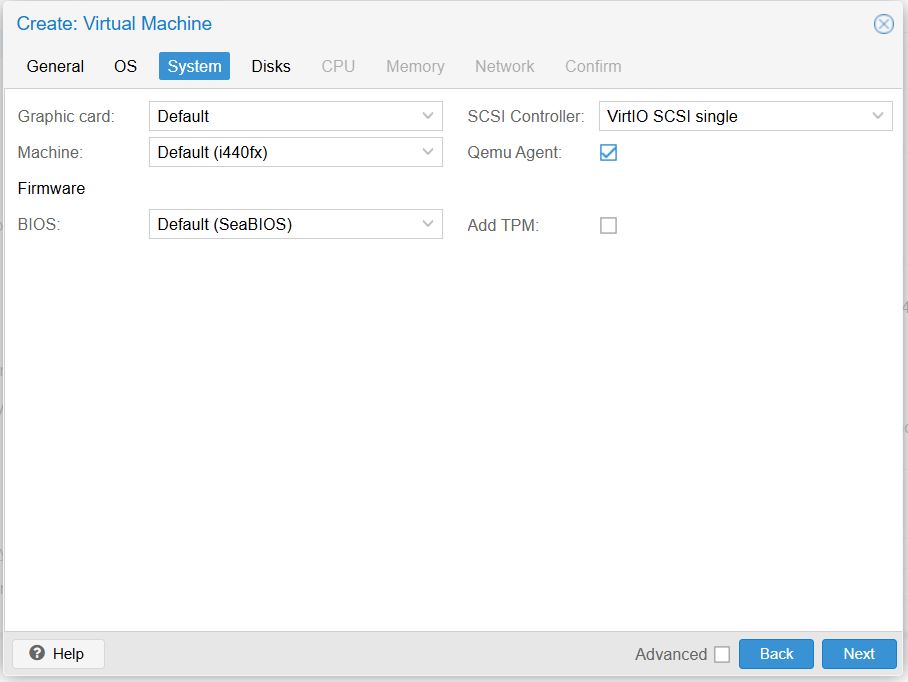 Create: Virtual Machine
General OS System Disks CPU Memory Network Confirm
Graphic card: Default SCSI Controller: VirtIO SCSI single
Machine: Default (i440fx) Qemu Agent:
Firmware
BIOS: Default (SeaBIOS) Add TPM:
Help Advanced Back Next